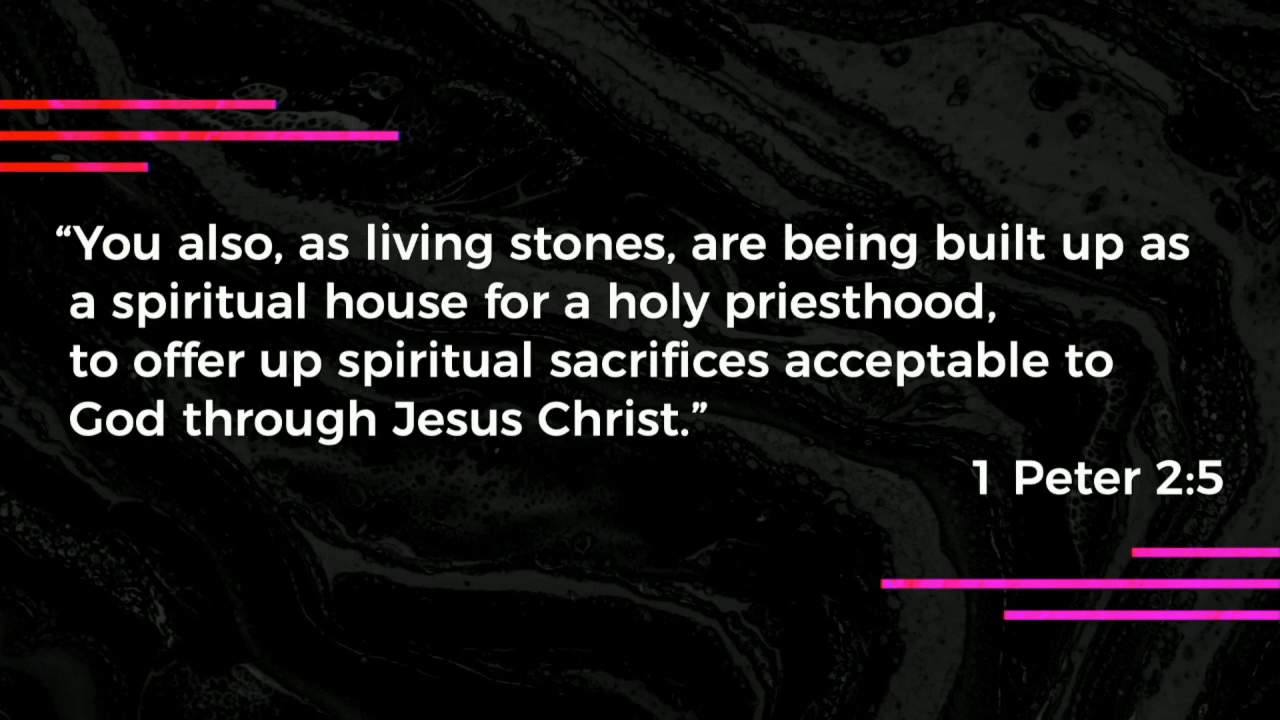 “You also, as living stones, are being built up as
a spiritual house for a holy priesthood,
to offer up spiritual sacrifices acceptable to
God through Jesus Christ.”
1 Peter 2:5